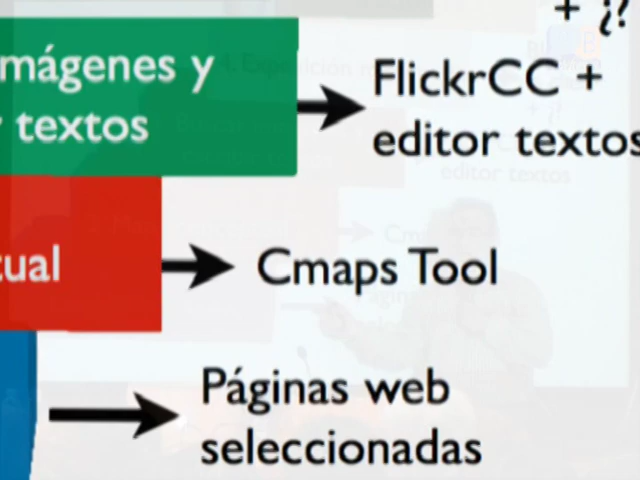 + ¿?
mágenes y
textos
FlickrCC +
editor textos
tual
Cmaps Tool
Páginas web
seleccionadas